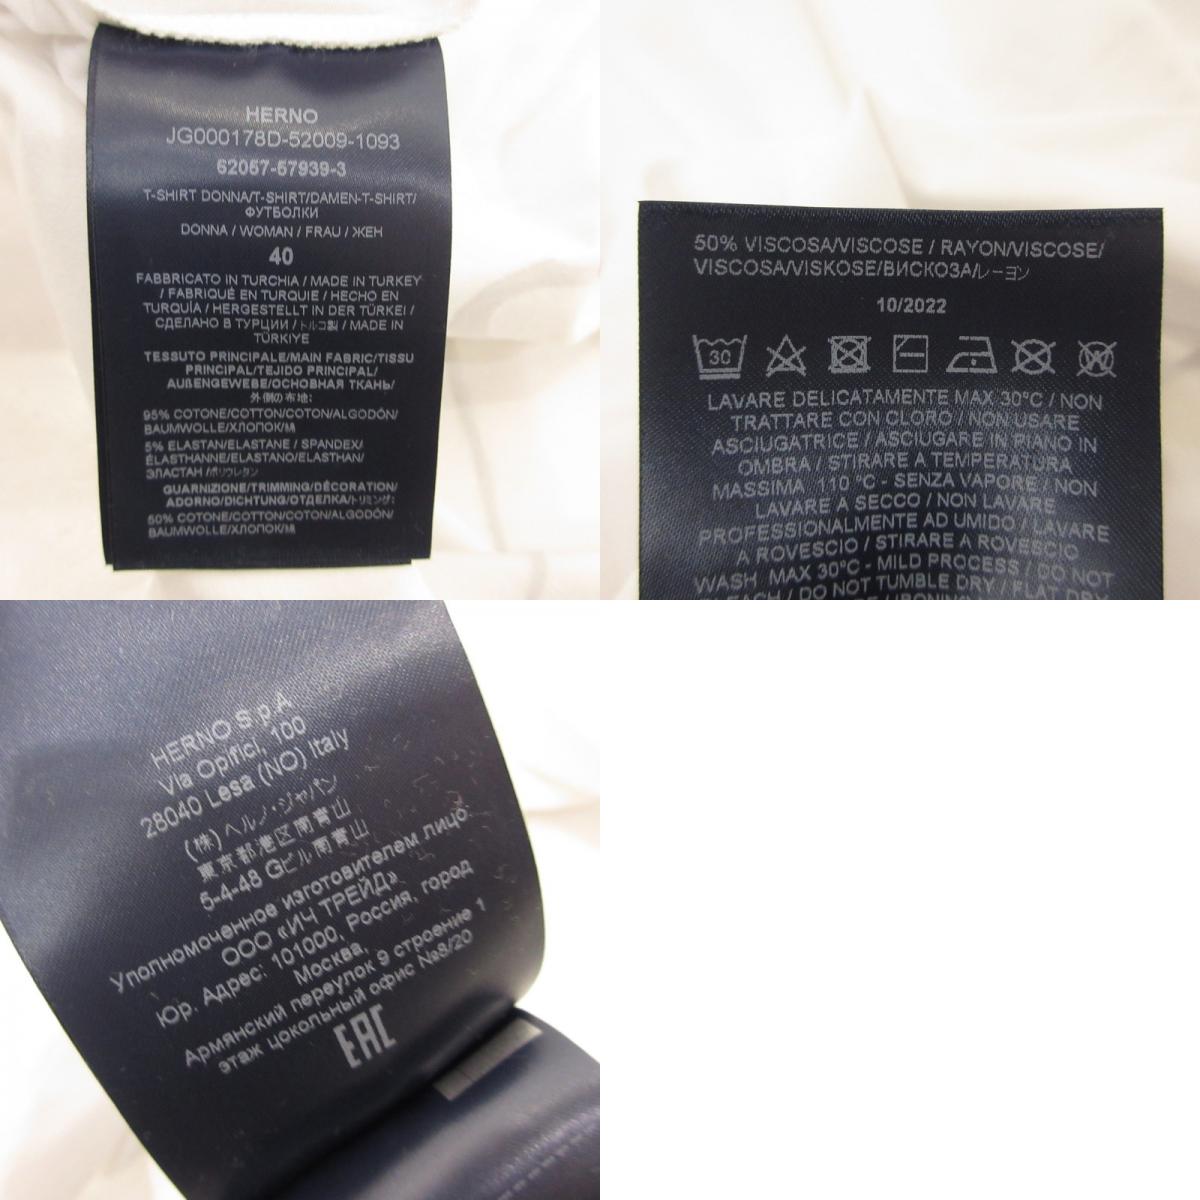 HERNO
JG000178D-52009-1093
62057-57939-3
T-SHIRT DONNA/T-SHIRT/DAMEN-T-SHIRT/
ФУТБОЛКИ
DONNA / WOMAN / FRAU / ЖЕН
40
FABBRICATO IN TURCHIA / MADE IN TURKEY
/ FABRIQUÉ EN TURQUIE / HECHO EN
TURQUÍA / HERGESTELLT IN DER TÜRKEI /
СДЕЛАНО В ТУРЦИИ / トルコ製 / MADE IN
TÜRKIYE
TESSUTO PRINCIPALE/MAIN FABRIC/TISSU
PRINCIPAL/TEJIDO PRINCIPAL/
AUßENGEWEBE/ОСНОВНАЯ ТКАНЬ/
外側の布地:
95% COTONE/COTTON/COTON/ALGODÓN/
BAUMWOLLE/ХЛОПОК/M
5% ELASTAN/ELASTANE / SPANDEX/
ÉLASTHANNE/ELASTANO/ELASTHAN/
ЭЛАСТАН /ポリウレタン
GUARNIZIONE/TRIMMING/DÉCORATION/
ADORNO/DICHTUNG/ОТДЕЛКА/トリミング:
50% COTONE/COTTON/COTON/ALGODÓN/
BAUMWOLLE/ХЛОПОК/M
50% VISCOSA/VISCOSE / RAYON/VISCOSE/
VISCOSA/VISKOSE/ВИСКОЗА/レーヨン
10/2022
30
LAVARE DELICATAMENTE MAX 30°C / NON
TRATTARE CON CLORO / NON USARE
ASCIUGATRICE / ASCIUGARE IN PIANO IN
OMBRA / STIRARE A TEMPERATURA
MASSIMA 110 °C - SENZA VAPORE / NON
LAVARE A SECCO / NON LAVARE
PROFESSIONALMENTE AD UMIDO / LAVARE
A ROVESCIO / STIRARE A ROVESCIO
WASH MAX 30°C - MILD PROCESS / DO NOT
BLEACH / DO NOT TUMBLE DRY / FLAT DRY
HERNO S.p.A
Via Opifici, 100
28040 Lesa (NO) Italy
(株) ヘルノ・ジャパン
東京都港区南青山
5-4-48 Gビル南青山
Уполномоченное изготовителем лицо:
ООО «ИЧ ТРЕЙД»
Юр. Адрес: 101000, Россия, город
Москва,
Армянский переулок 9 строение 1
этаж цокольный офис №8/20
EAC